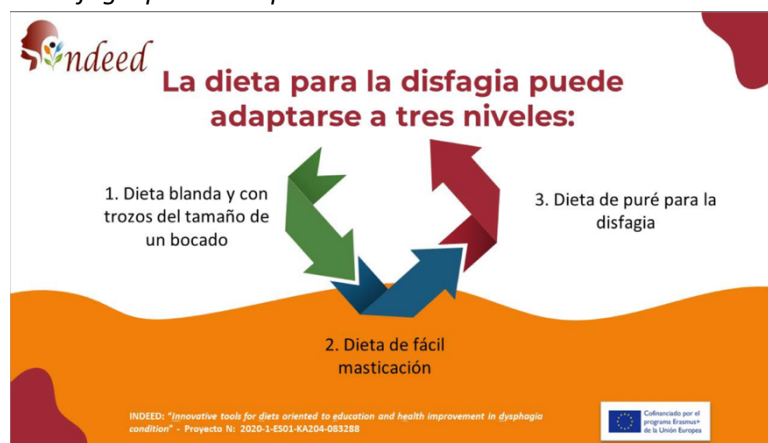 indeed
La dieta para la disfagia puede
adaptarse a tres niveles:
1. Dieta blanda y con
trozos del tamaño de
un bocado
3. Dieta de puré para la
disfagia
2. Dieta de fácil
masticación
INDEED: "Innovative tools for diets oriented to education and health improvement in dysphagia
condition" - Proyecto N: 2020-1-ES01-KA204-083288
Cofinanciado por el
programa Erasmus+
de la Unión Europea